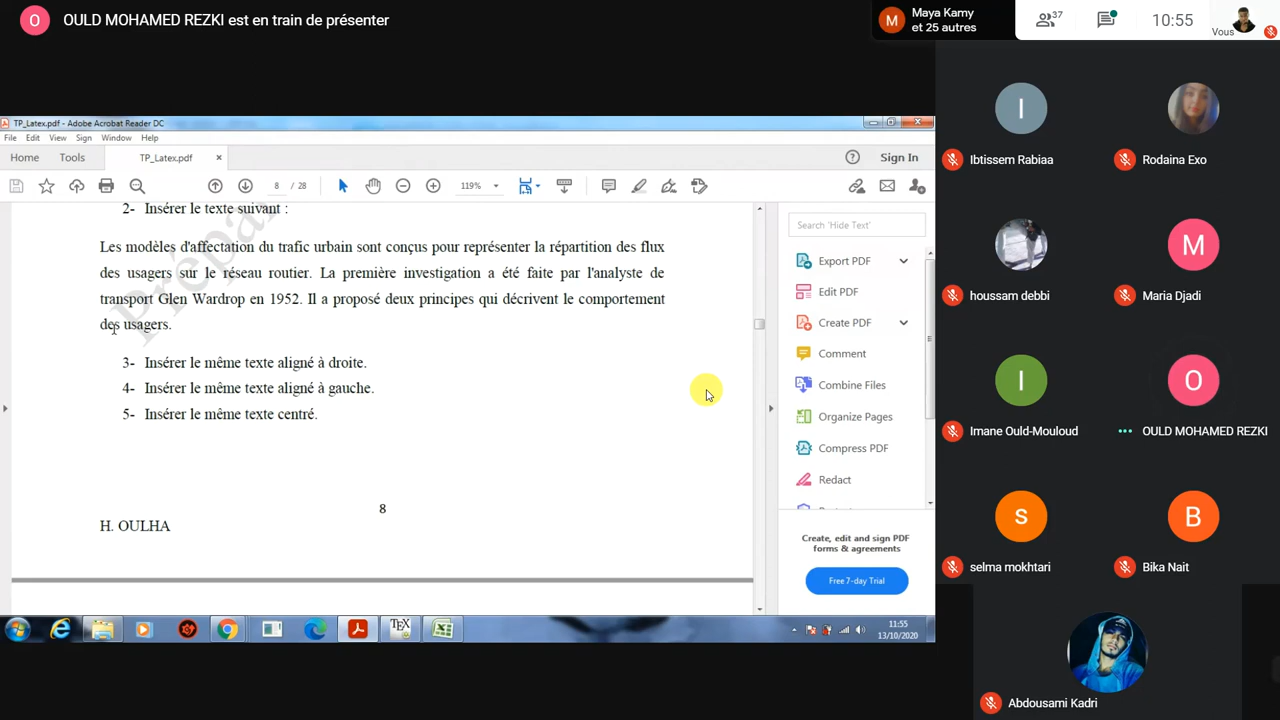 O OULD MOHAMED REZKI est en train de présenter
M Maya Kamy
et 25 autres
37
10:55
Vous
TP_Latex.pdf - Adobe Acrobat Reader DC
File Edit View Sign Window Help
Home Tools TP_Latex.pdf × Sign In
8 / 28 119%
2- Insérer le texte suivant :
Les modèles d'affectation du trafic urbain sont conçus pour représenter la répartition des flux
des usagers sur le réseau routier. La première investigation a été faite par l'analyste de
transport Glen Wardrop en 1952. Il a proposé deux principes qui décrivent le comportement
des usagers.
3- Insérer le même texte aligné à droite.
4- Insérer le même texte aligné à gauche.
5- Insérer le même texte centré.
8
H. OULHA
Prépar
Search 'Hide Text'
Export PDF
Edit PDF
Create PDF
Comment
Combine Files
Organize Pages
Compress PDF
Redact
Create, edit and sign PDF
forms & agreements
Free 7-day Trial
TEX
11:55
13/10/2020
I
Ibtissem Rabiaa
Rodaina Exo
houssam debbi
M
Maria Djadi
I
Imane Ould-Mouloud
O
OULD MOHAMED REZKI
s
selma mokhtari
B
Bika Nait
Abdousami Kadri